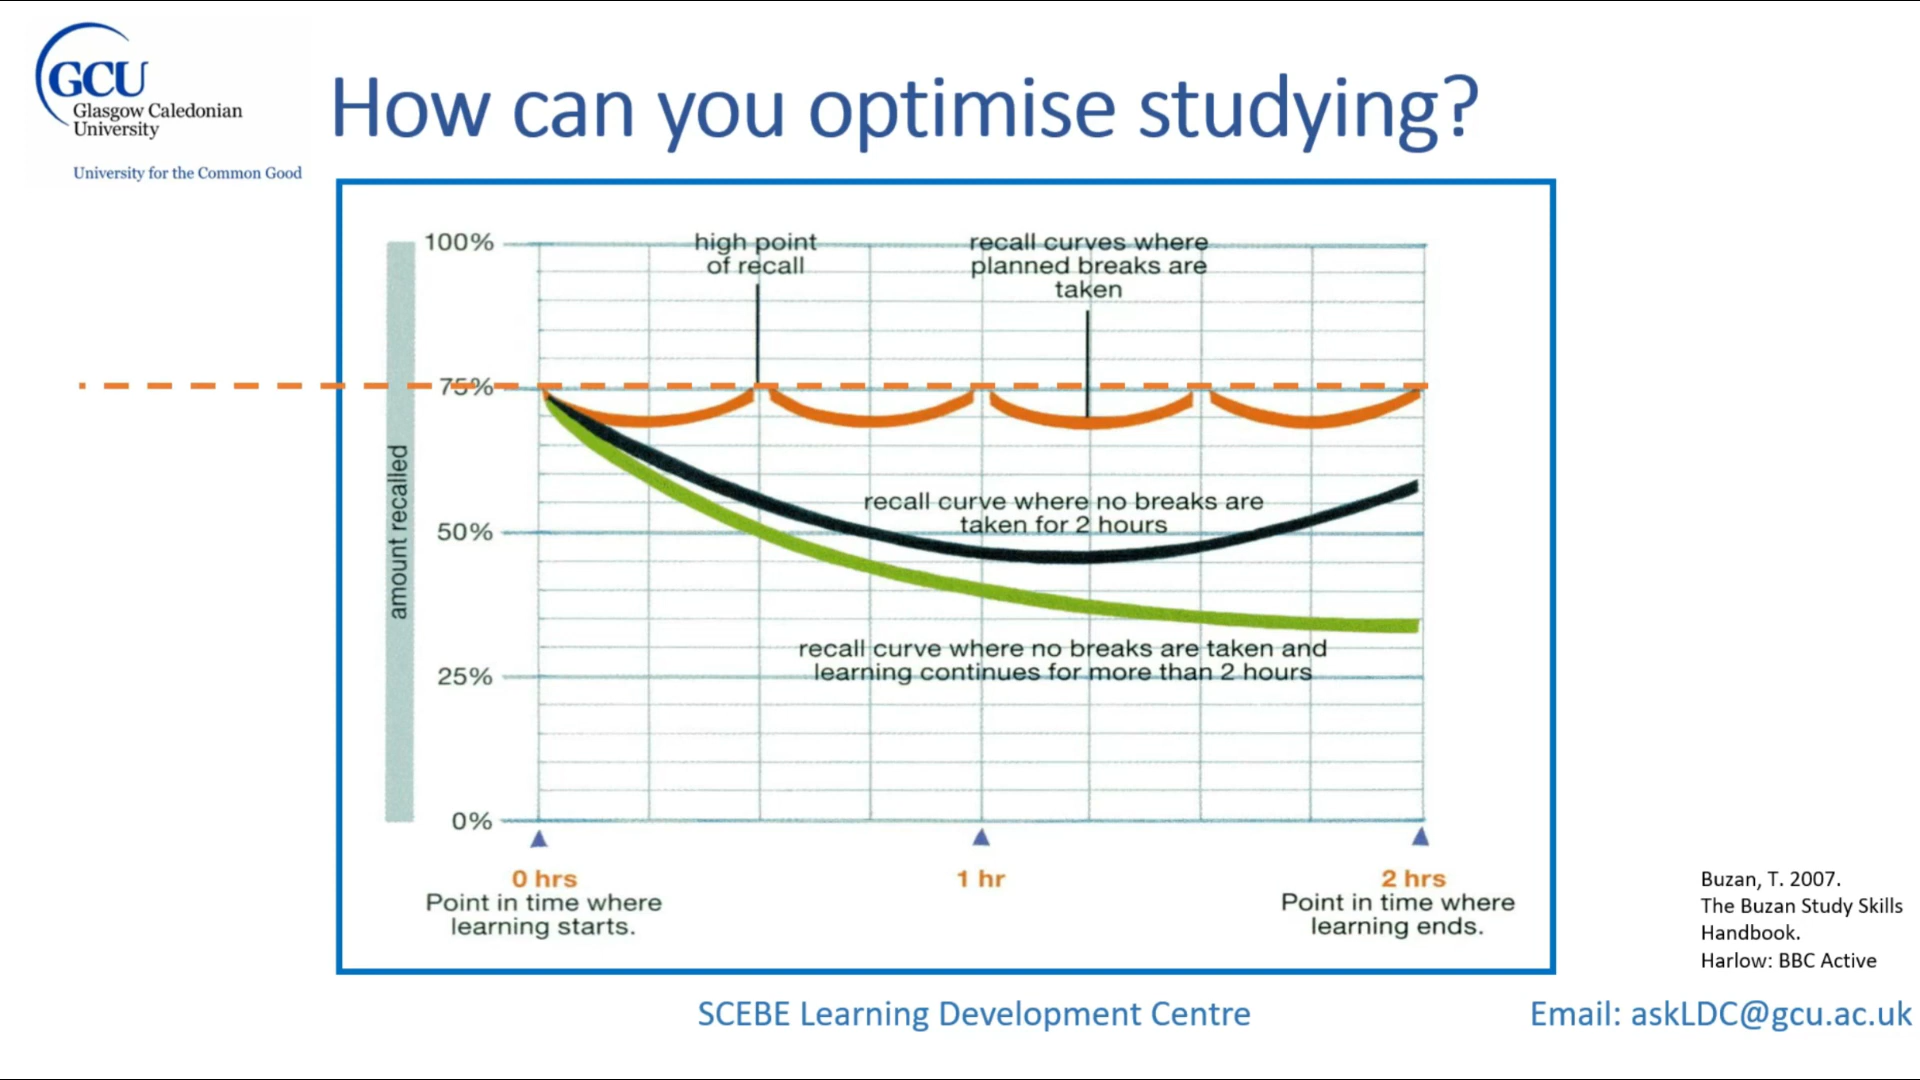 GCU
Glasgow Caledonian
University
University for the Common Good
How can you optimise studying?
100%
high point
of recall
recall curves where
planned breaks are
taken
75%
amount recalled
recall curve where no breaks are
taken for 2 hours
50%
recall curve where no breaks are taken and
learning continues for more than 2 hours
25%
0%
0 hrs
Point in time where
learning starts.
1 hr
2 hrs
Point in time where
learning ends.
Buzan, T. 2007.
The Buzan Study Skills
Handbook.
Harlow: BBC Active
SCEBE Learning Development Centre
Email: askLDC@gcu.ac.uk